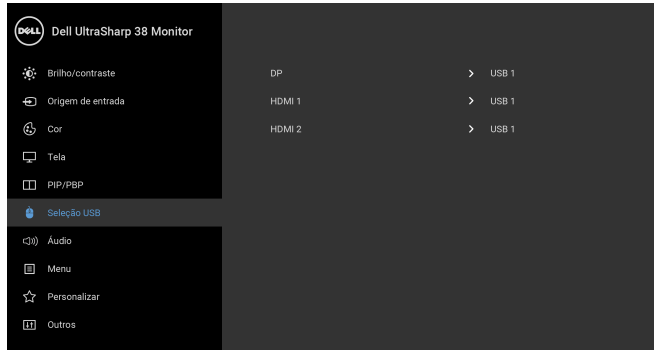 DELL Dell UltraSharp 38 Monitor
Brilho/contraste DP USB 1
Origem de entrada HDMI 1 USB 1
Cor HDMI 2 USB 1
Tela
PIP/PBP
Seleção USB
Áudio
Menu
Personalizar
Outros